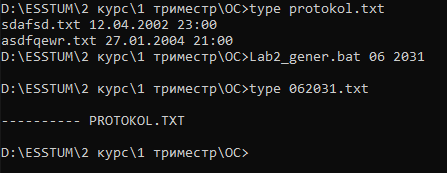 D:\ESSTUM\2 курс\1 триместр\ОС>type protokol.txt
sdafsd.txt 12.04.2002 23:00
asdfqewr.txt 27.01.2004 21:00
D:\ESSTUM\2 курс\1 триместр\ОС>Lab2_gener.bat 06 2031
D:\ESSTUM\2 курс\1 триместр\ОС>type 062031.txt
---------- PROTOKOL.TXT
D:\ESSTUM\2 курс\1 триместр\ОС>